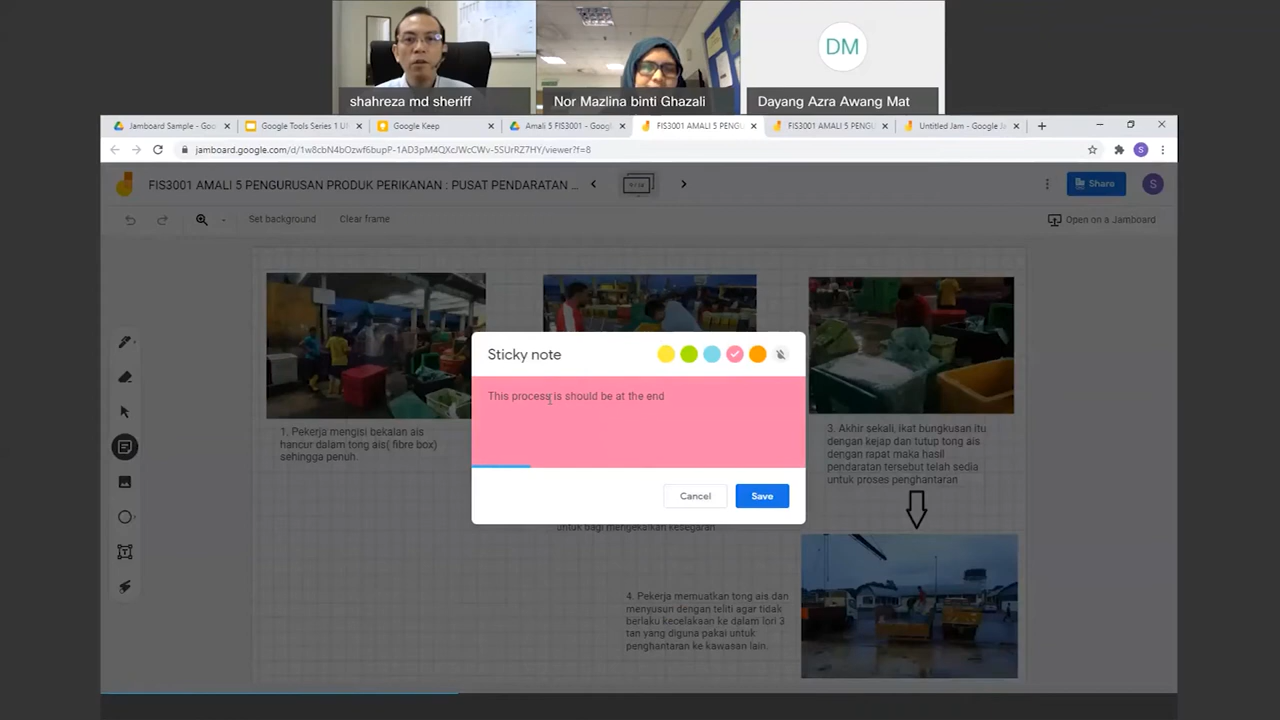 DM
shahreza md sheriff
Nor Mazlina binti Ghazali
Dayang Azra Awang Mat
Jamboard Sample - Goo
Google Tools Series 1 U
Google Keep
Amali 5 FIS3001 - Googl
FIS3001 AMALI 5 PENGU
FIS3001 AMALI 5 PENGU
Untitled Jam - Google Ja
jamboard.google.com/d/1w8cbN4bOzwf6bupP-1AD3pM4QXcJWcCWv-5SUrRZ7HY/viewer?f=8
S
FIS3001 AMALI 5 PENGURUSAN PRODUK PERIKANAN : PUSAT PENDARATAN ...
Share
S
Set background
Clear frame
Open on a Jamboard
Sticky note
This process is should be at the end
Cancel
Save
1. Pekerja mengisi bekalan ais
hancur dalam tong ais( fibre box)
sehingga penuh.
untuk bagi mengekalkan kesegaran
3. Akhir sekali, ikat bungkusan itu
dengan kejap dan tutup tong ais
dengan rapat maka hasil
pendaratan tersebut telah sedia
untuk proses penghantaran
4. Pekerja memuatkan tong ais dan
menyusun dengan teliti agar tidak
berlaku kecelakaan ke dalam lori 3
tan yang diguna pakai untuk
penghantaran ke kawasan lain.